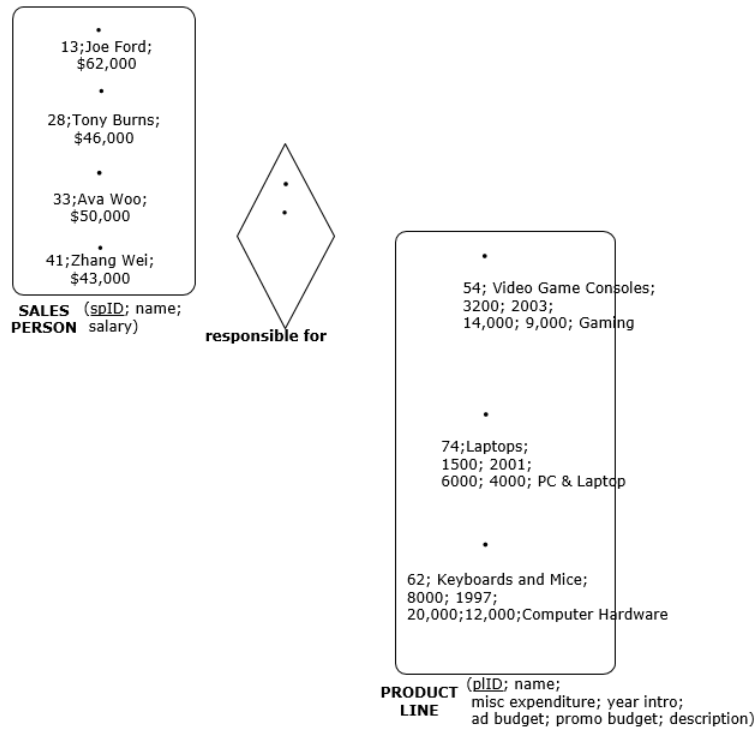 13;Joe Ford;
$62,000
28;Tony Burns;
$46,000
33;Ava Woo;
$50,000
41;Zhang Wei;
$43,000
SALES PERSON
(spID; name;
salary)
responsible for
54; Video Game Consoles;
3200; 2003;
14,000; 9,000; Gaming
74;Laptops;
1500; 2001;
6000; 4000; PC & Laptop
62; Keyboards and Mice;
8000; 1997;
20,000;12,000;Computer Hardware
PRODUCT LINE
(plID; name;
misc expenditure; year intro;
ad budget; promo budget; description)